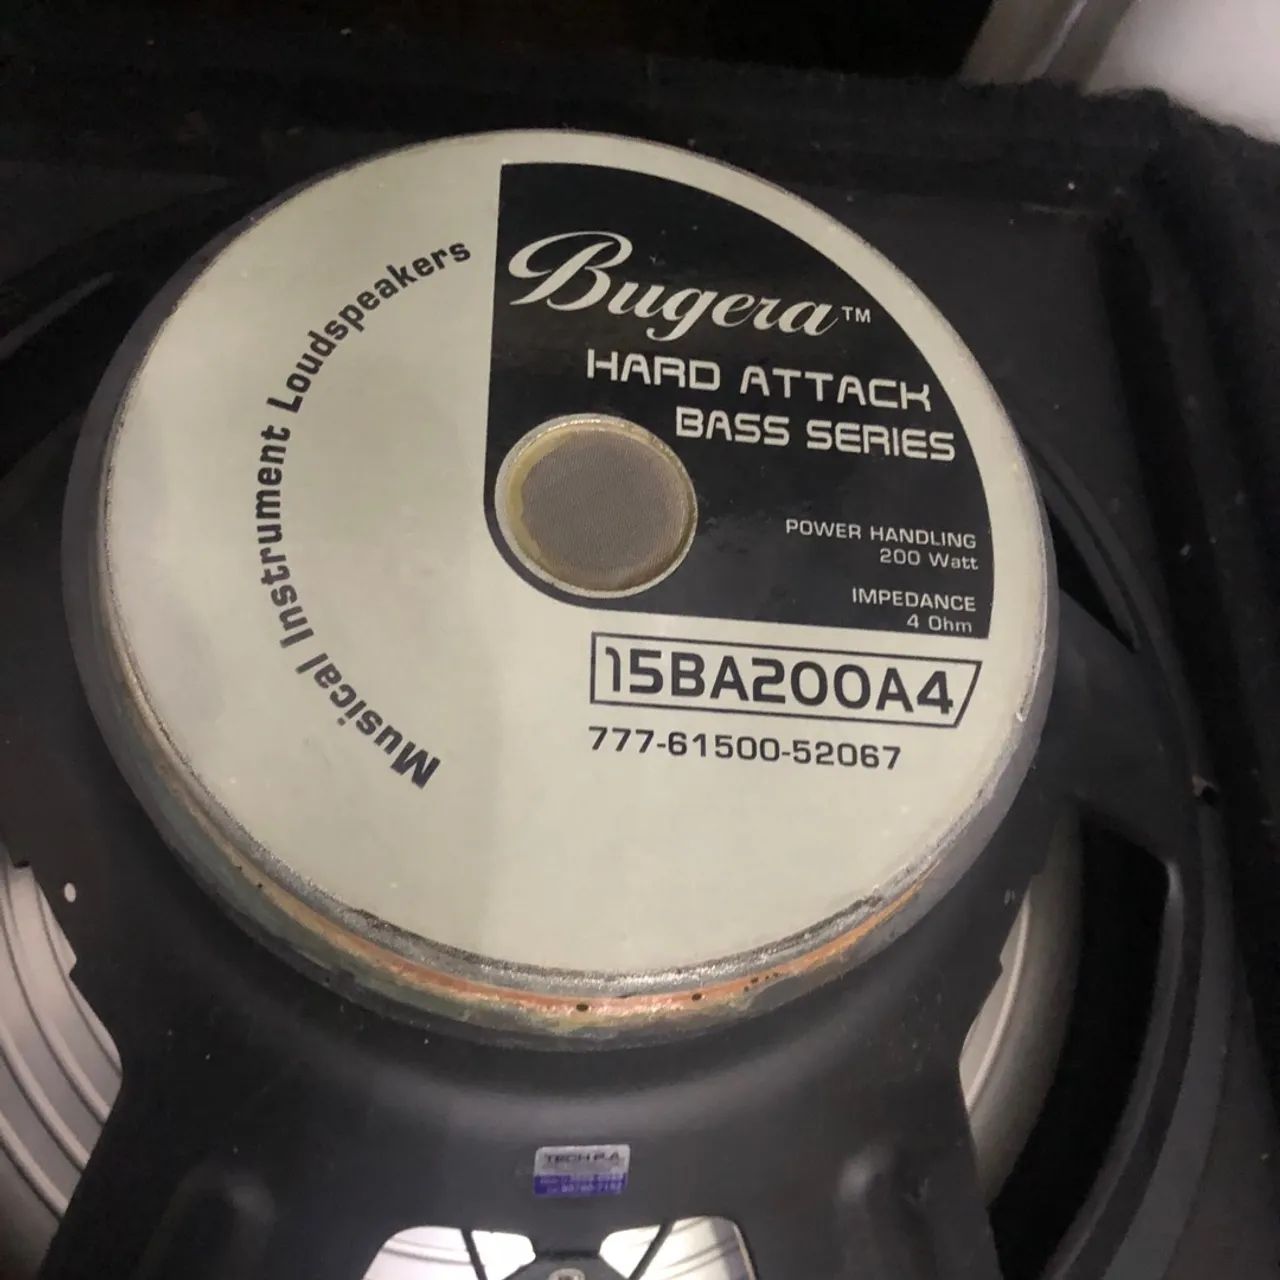 Musical Instrument Loudspeakers
Bugera™
HARD ATTACK
BASS SERIES
POWER HANDLING
200 Watt
IMPEDANCE
4 Ohm
15BA200A4
777-61500-52067
TECH P.A